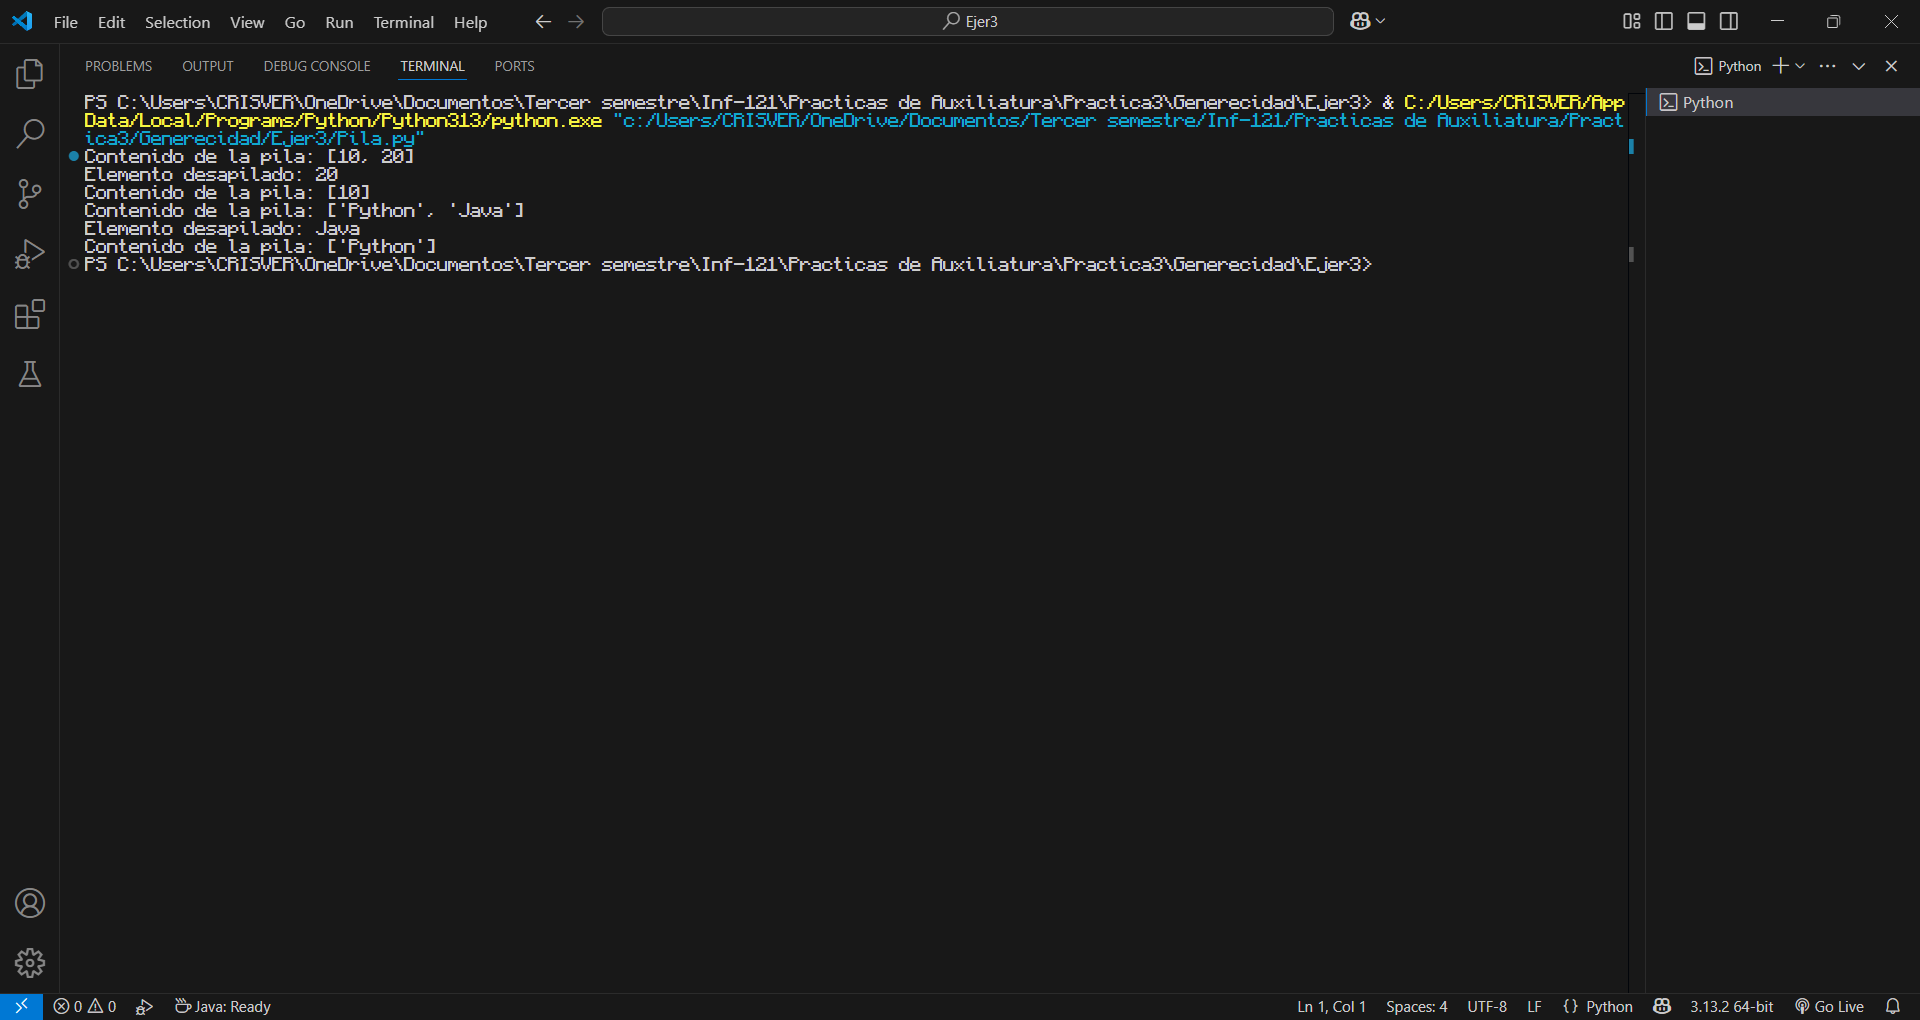 File Edit Selection View Go Run Terminal Help
Ejer3
PROBLEMS OUTPUT DEBUG CONSOLE TERMINAL PORTS
Python
PS C:\Users\CRISVER\OneDrive\Documentos\Tercer semestre\Inf-121\Practicas de Auxiliatura\Practica3\Generecidad\Ejer3> & C:/Users/CRISVER/App
Data/Local/Programs/Python/Python313/python.exe "c:/Users/CRISVER/OneDrive/Documentos/Tercer semestre/Inf-121/Practicas de Auxiliatura/Pract
ica3/Generecidad/Ejer3/Pila.py"
Contenido de la pila: [10, 20]
Elemento desapilado: 20
Contenido de la pila: [10]
Contenido de la pila: ['Python', 'Java']
Elemento desapilado: Java
Contenido de la pila: ['Python']
PS C:\Users\CRISVER\OneDrive\Documentos\Tercer semestre\Inf-121\Practicas de Auxiliatura\Practica3\Generecidad\Ejer3>
Python
0 0 Java: Ready
Ln 1, Col 1 Spaces: 4 UTF-8 LF {} Python 3.13.2 64-bit Go Live